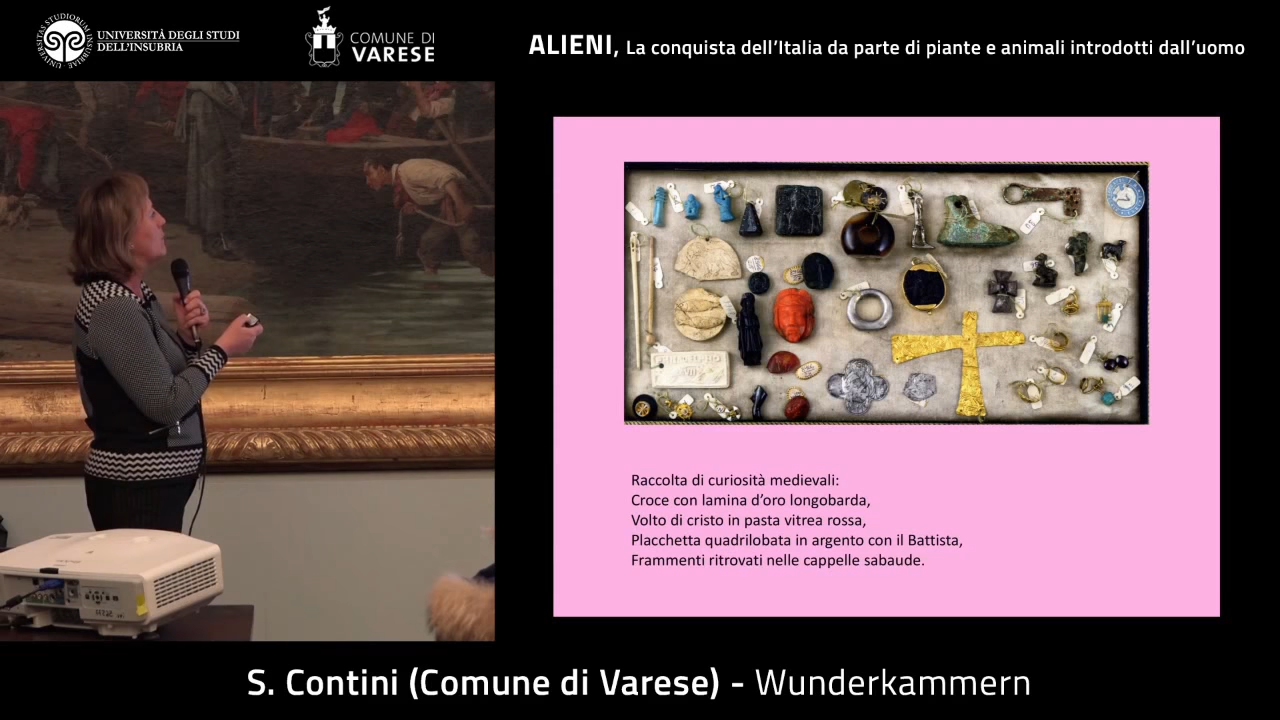 UNIVERSITÀ DEGLI STUDI
DELL'INSUBRIA
COMUNE DI
VARESE
ALIENI, La conquista dell'Italia da parte di piante e animali introdotti dall'uomo
Raccolta di curiosità medievali:
Croce con lamina d'oro longobarda,
Volto di cristo in pasta vitrea rossa,
Placchetta quadrilobata in argento con il Battista,
Frammenti ritrovati nelle cappelle sabaude.
S. Contini (Comune di Varese) - Wunderkammern